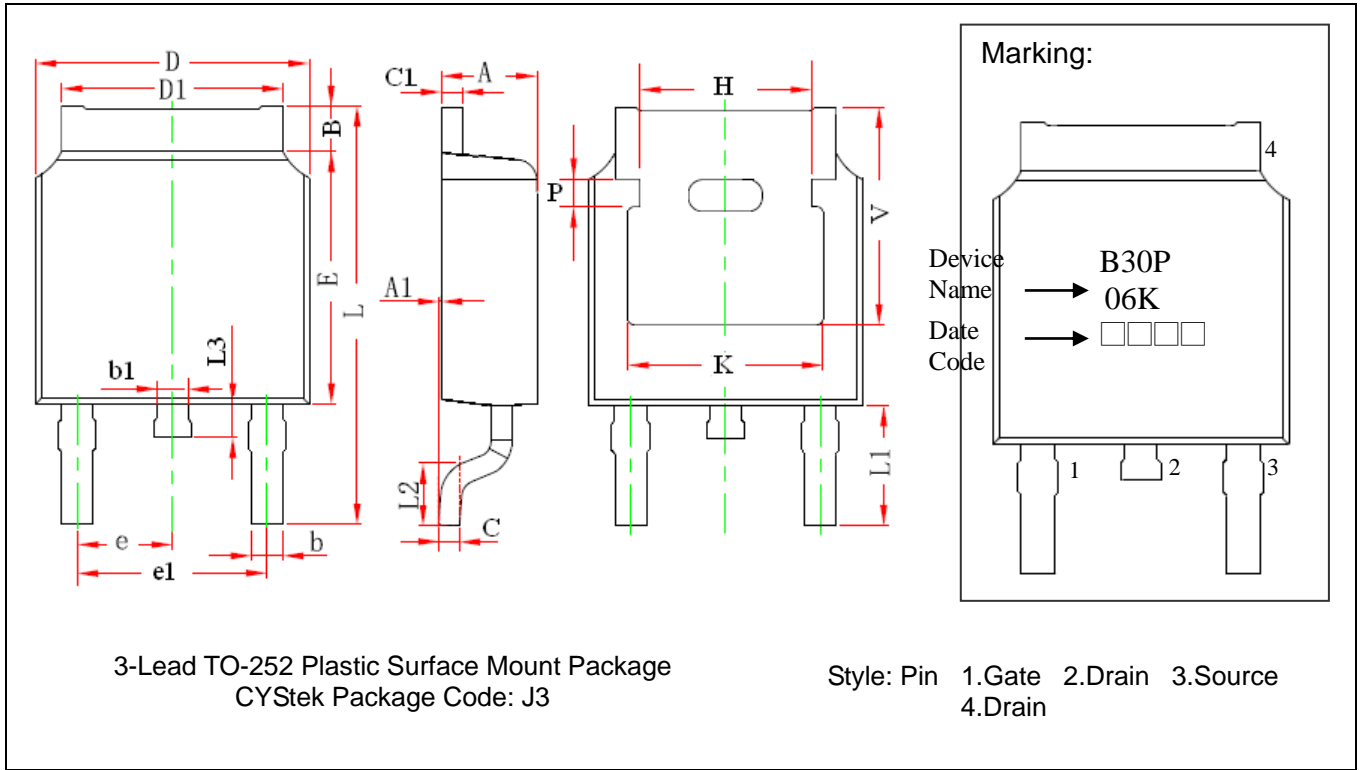 D
D1
B
E
L
L3
b1
e
e1
b
C1
A
A1
L2
C
H
P
V
K
L1
Marking:
4
Device
Name
B30P
06K
Date
Code
□□□□
1
2
3
3-Lead TO-252 Plastic Surface Mount Package
CYStek Package Code: J3
Style: Pin 1.Gate 2.Drain 3.Source
4.Drain